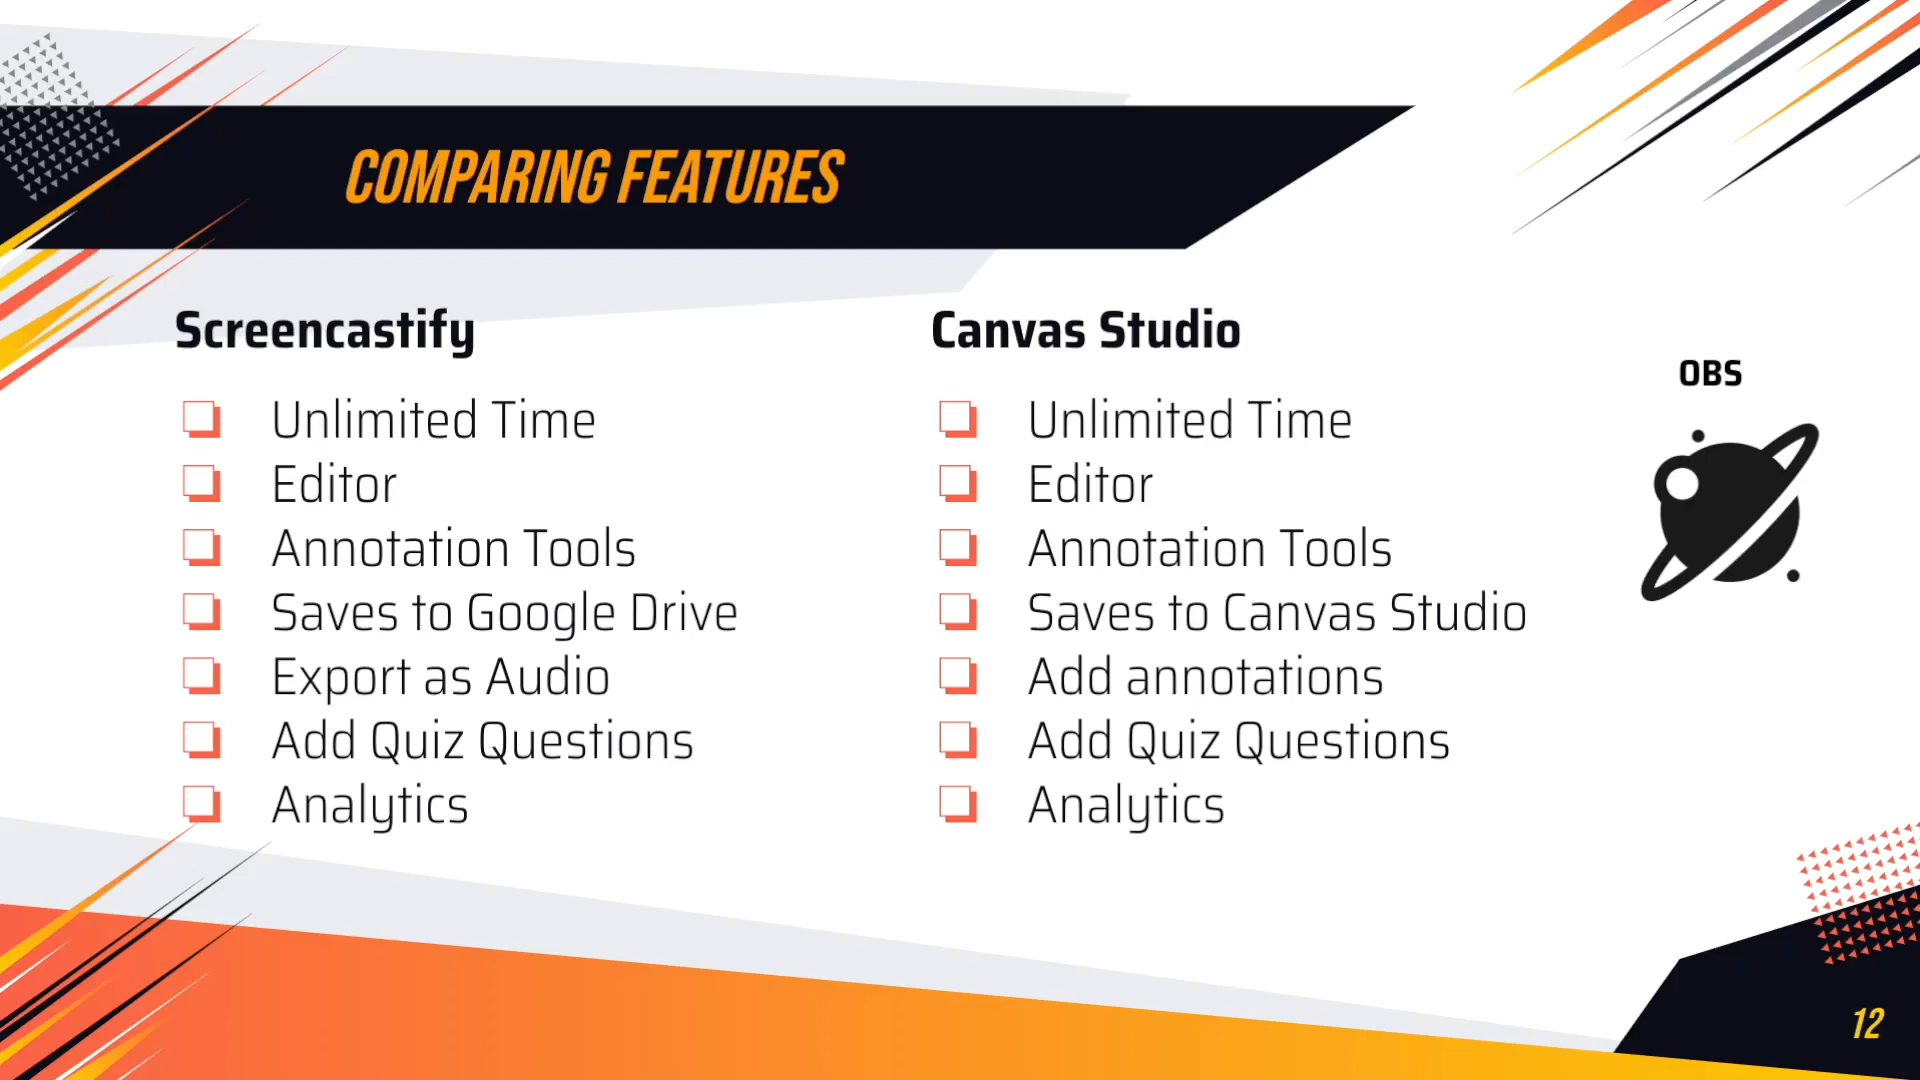 COMPARING FEATURES
Screencastify
Unlimited Time
Editor
Annotation Tools
Saves to Google Drive
Export as Audio
Add Quiz Questions
Analytics
Canvas Studio
Unlimited Time
Editor
Annotation Tools
Saves to Canvas Studio
Add annotations
Add Quiz Questions
Analytics
OBS
12